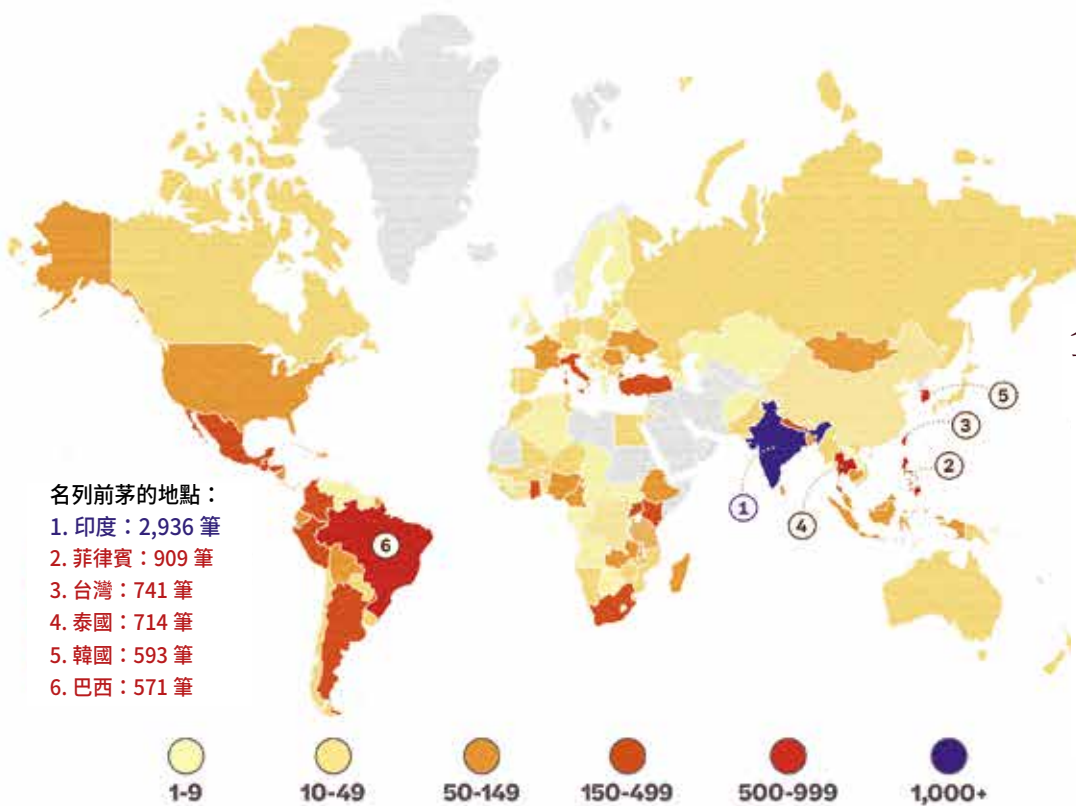 5
3
2
1
4
6
名列前茅的地點：
1. 印度：2,936 筆
2. 菲律賓：909 筆
3. 台灣：741 筆
4. 泰國：714 筆
5. 韓國：593 筆
6. 巴西：571 筆
1-9
10-49
50-149
150-499
500-999
1,000+